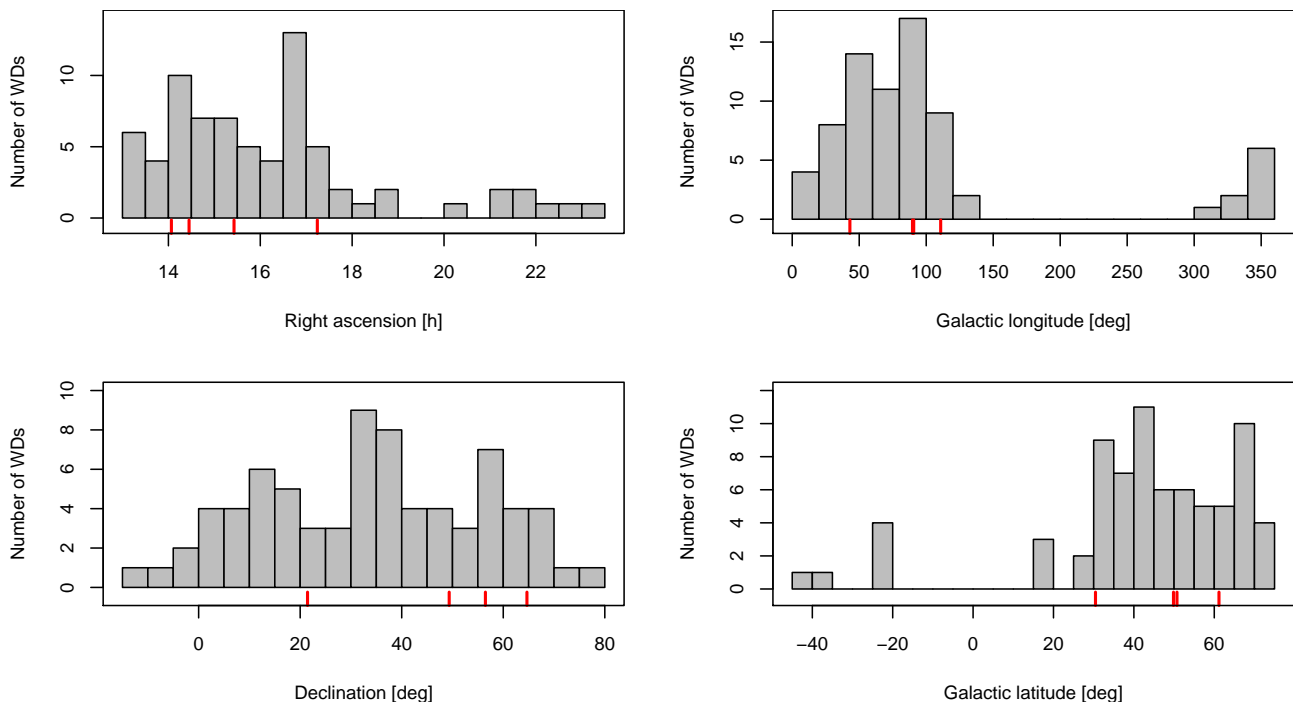 Number of WDs
0 5 10
14 16 18 20 22
Right ascension [h]
Number of WDs
0 5 10 15
0 50 100 150 200 250 300 350
Galactic longitude [deg]
Number of WDs
0 2 4 6 8 10
0 20 40 60 80
Declination [deg]
Number of WDs
0 2 4 6 8 10
−40 −20 0 20 40 60
Galactic latitude [deg]